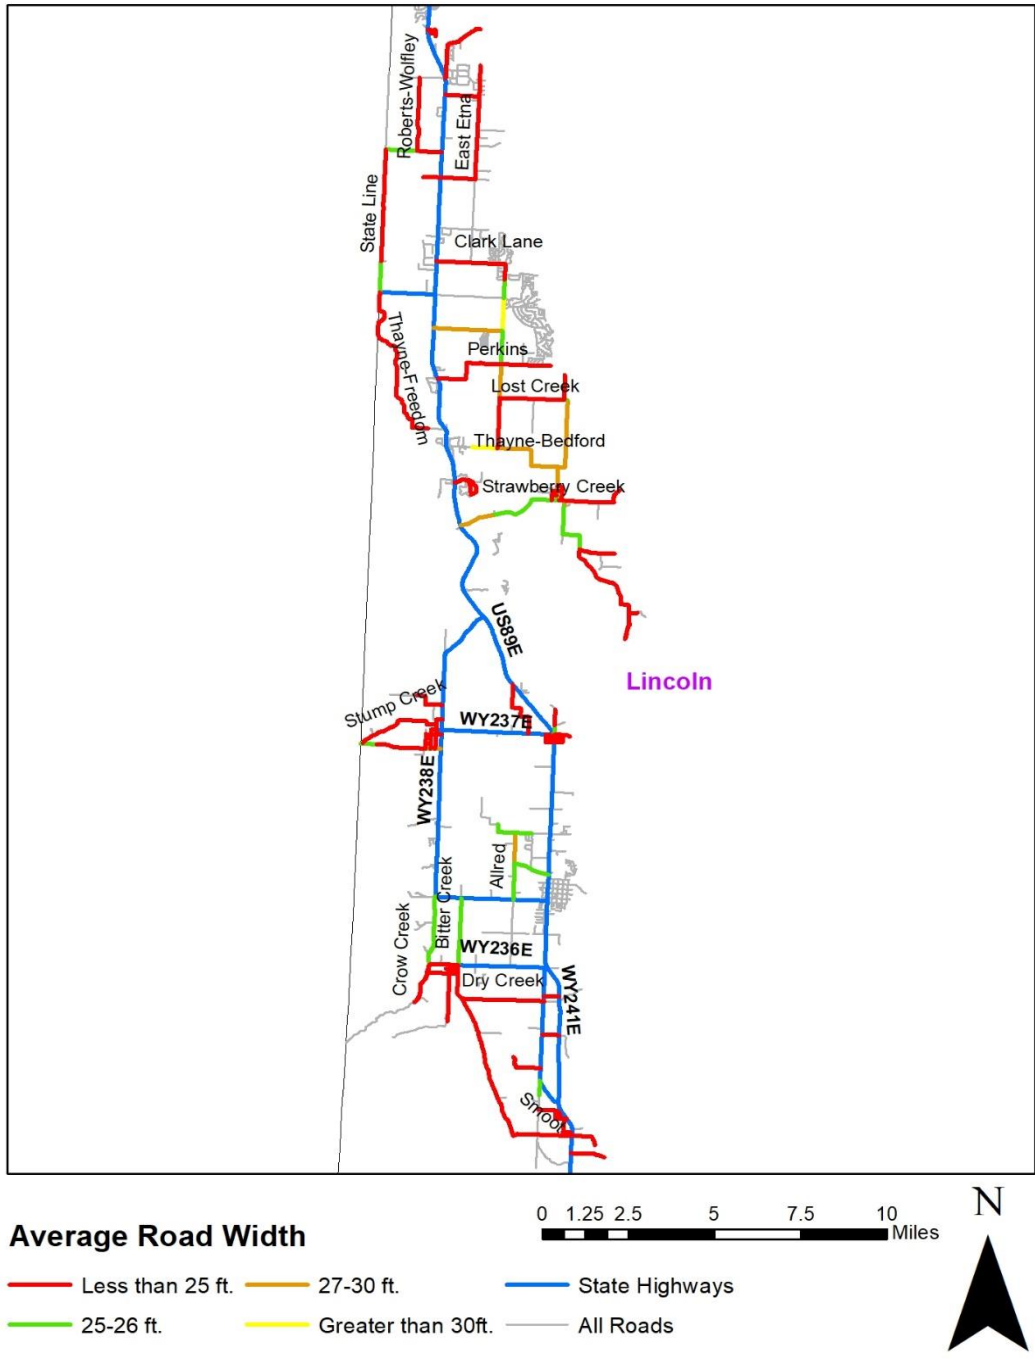 Roberts-Wolfley
East Etna
State Line
Clark Lane
Thayne-Freedom
Perkins
Lost Creek
Thayne-Bedford
Strawberry Creek
US89E
Lincoln
Stump Creek
WY237E
WY238E
Allred
Bitter Creek
Crow Creek
WY236E
Dry Creek
WY241E
Smoot
N
0 1.25 2.5 5 7.5 10
Miles
Average Road Width
Less than 25 ft. 27-30 ft. State Highways
25-26 ft. Greater than 30ft. All Roads